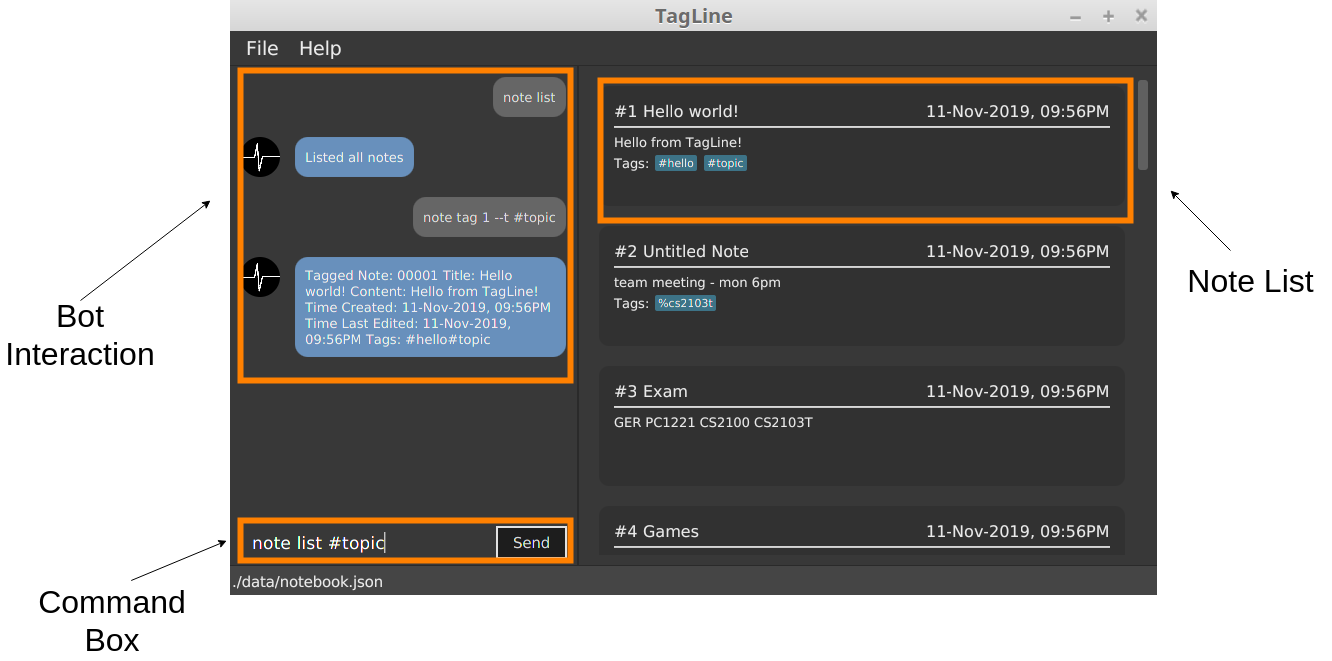 TagLine
File Help
note list
Listed all notes
note tag 1 --t #topic
Tagged Note: 00001 Title: Hello
world! Content: Hello from TagLine!
Time Created: 11-Nov-2019, 09:56PM
Time Last Edited: 11-Nov-2019,
09:56PM Tags: #hello#topic
note list #topic
Send
#1 Hello world! 11-Nov-2019, 09:56PM
Hello from TagLine!
Tags: #hello #topic
#2 Untitled Note 11-Nov-2019, 09:56PM
team meeting - mon 6pm
Tags: %cs2103t
#3 Exam 11-Nov-2019, 09:56PM
GER PC1221 CS2100 CS2103T
#4 Games 11-Nov-2019, 09:56PM
./data/notebook.json
Bot
Interaction
Command
Box
Note List